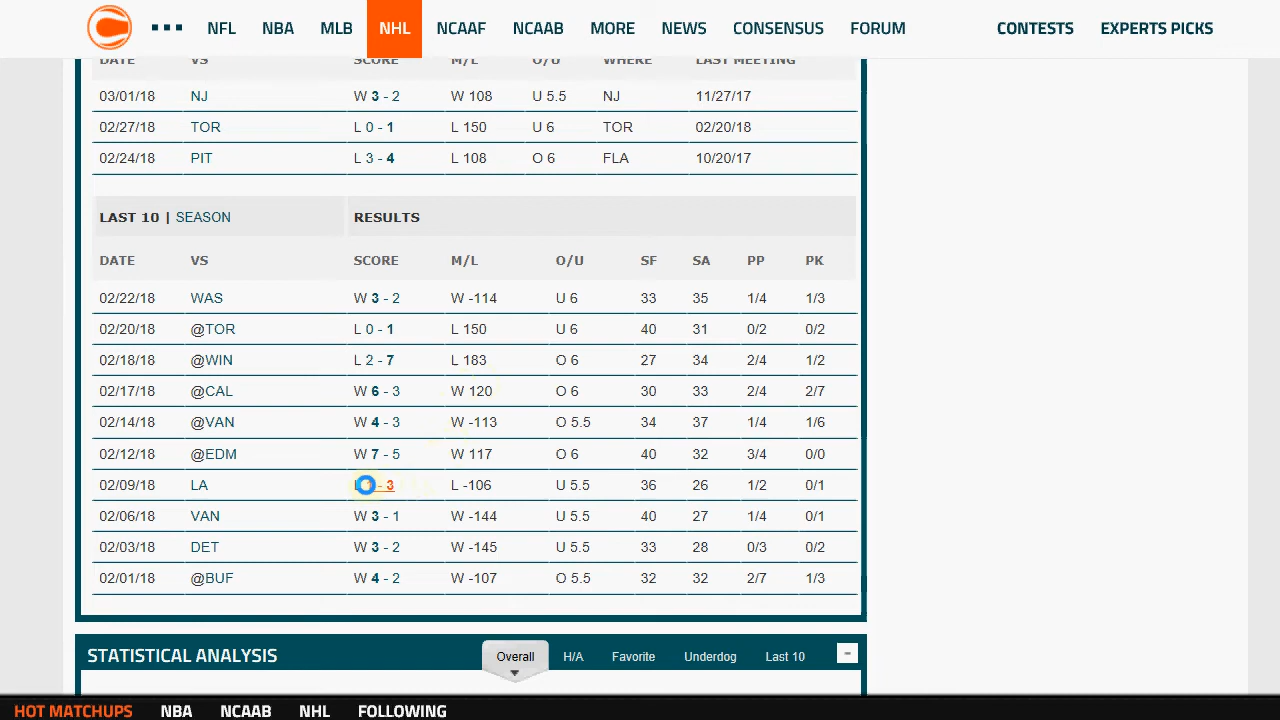 NFL NBA MLB NHL NCAAF NCAAB MORE NEWS CONSENSUS FORUM CONTESTS EXPERTS PICKS
DATE VS SCORE M/L O/U WHERE LAST MEETING
03/01/18 NJ W 3 - 2 W 108 U 5.5 NJ 11/27/17
02/27/18 TOR L 0 - 1 L 150 U 6 TOR 02/20/18
02/24/18 PIT L 3 - 4 L 108 O 6 FLA 10/20/17
LAST 10 | SEASON RESULTS
DATE VS SCORE M/L O/U SF SA PP PK
02/22/18 WAS W 3 - 2 W -114 U 6 33 35 1/4 1/3
02/20/18 @TOR L 0 - 1 L 150 U 6 40 31 0/2 0/2
02/18/18 @WIN L 2 - 7 L 183 O 6 27 34 2/4 1/2
02/17/18 @CAL W 6 - 3 W 120 O 6 30 33 2/4 2/7
02/14/18 @VAN W 4 - 3 W -113 O 5.5 34 37 1/4 1/6
02/12/18 @EDM W 7 - 5 W 117 O 6 40 32 3/4 0/0
02/09/18 LA - 3 L -106 U 5.5 36 26 1/2 0/1
02/06/18 VAN W 3 - 1 W -144 U 5.5 40 27 1/4 0/1
02/03/18 DET W 3 - 2 W -145 U 5.5 33 28 0/3 0/2
02/01/18 @BUF W 4 - 2 W -107 O 5.5 32 32 2/7 1/3
STATISTICAL ANALYSIS Overall H/A Favorite Underdog Last 10 -
HOT MATCHUPS NBA NCAAB NHL FOLLOWING